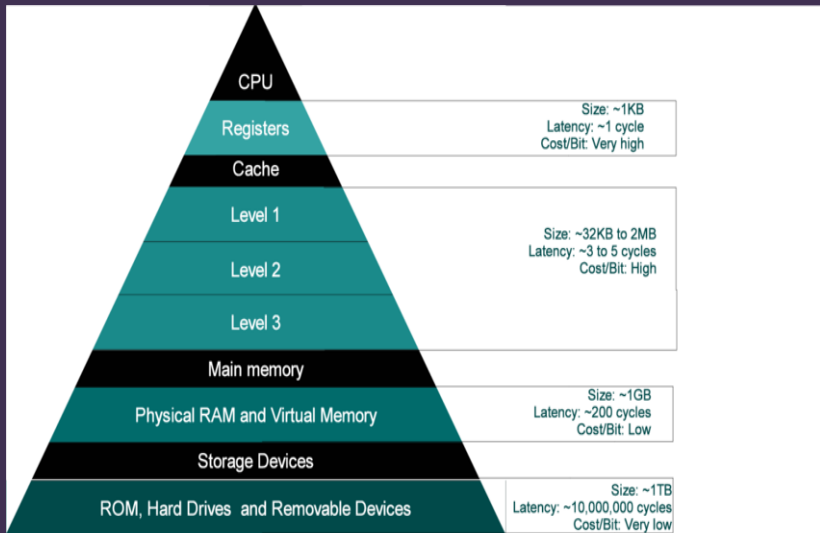 CPU
Registers
Size: ~1KB
Latency: ~1 cycle
Cost/Bit: Very high
Cache
Level 1
Level 2
Level 3
Size: ~32KB to 2MB
Latency: ~3 to 5 cycles
Cost/Bit: High
Main memory
Physical RAM and Virtual Memory
Size: ~1GB
Latency: ~200 cycles
Cost/Bit: Low
Storage Devices
ROM, Hard Drives and Removable Devices
Size: ~1TB
Latency: ~10,000,000 cycles
Cost/Bit: Very low